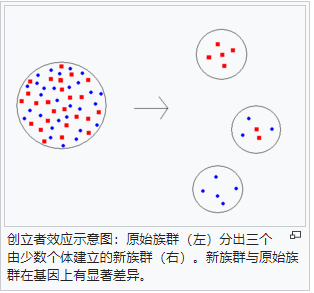 创立者效应示意图：原始族群（左）分出三个
由少数个体建立的新族群（右）。新族群与原始族
群在基因上有显著差异。